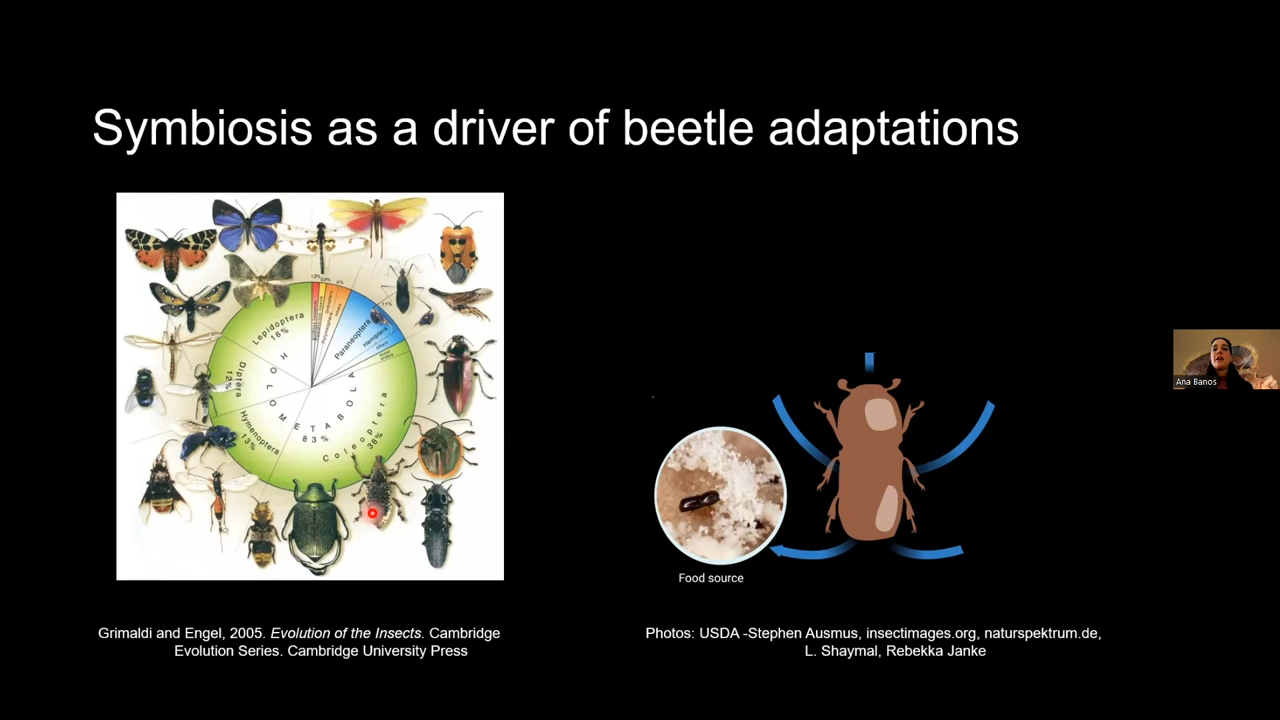 Symbiosis as a driver of beetle adaptations
Lepidoptera
16%
Paraneoptera
Hemiptera
11%
Diptera
12%
HOLOMETABOLA
83%
Hymenoptera
13%
Coleoptera
38%
Food source
Grimaldi and Engel, 2005. Evolution of the Insects. Cambridge
Evolution Series. Cambridge University Press
Photos: USDA -Stephen Ausmus, insectimages.org, naturspektrum.de,
L. Shaymal, Rebekka Janke
Ana Banos